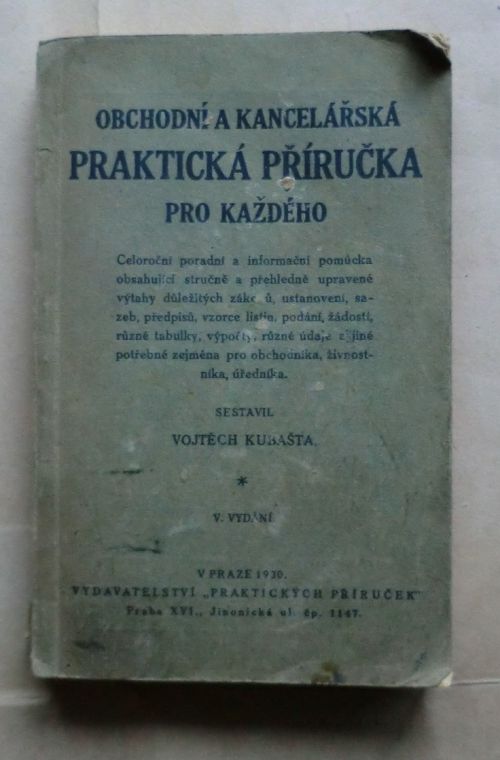 OBCHODNÍ A KANCELÁŘSKÁ
PRAKTICKÁ PŘÍRUČKA
PRO KAŽDÉHO
Celoroční poradní a informační pomůcka
obsahující stručně a přehledně upravené
výtahy důležitých záko ů, ustanovení, sa-
zeb, předpisů, vzorce listin, podání, žádostí,
různé tabulky, výpočty, různé údaje a jiné
potřebné zejména pro obchodníka, živnost-
níka, úředníka.
SESTAVIL
VOJTĚCH KUBAŠTA.
*
V. VYDÁNÍ
V PRAZE 1930.
VYDAVATELSTVÍ „PRAKTICKÝCH PŘÍRUČEK"
Praha XVI., Jinonická ul. čp. 1147.